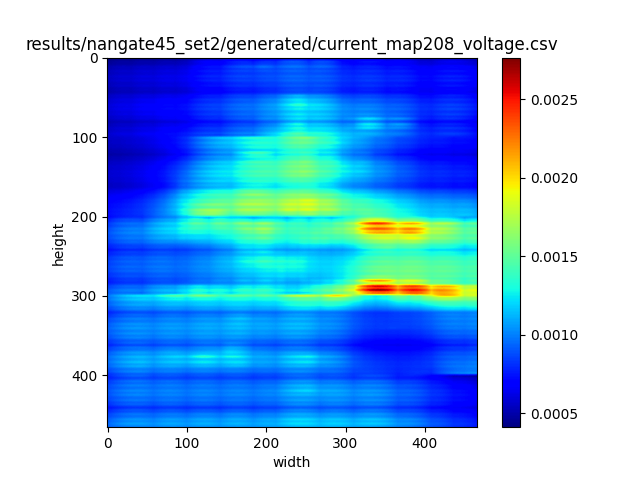 results/nangate45_set2/generated/current_map208_voltage.csv
0
100
200
300
400
height
0 100 200 300 400
width
0.0025
0.0020
0.0015
0.0010
0.0005